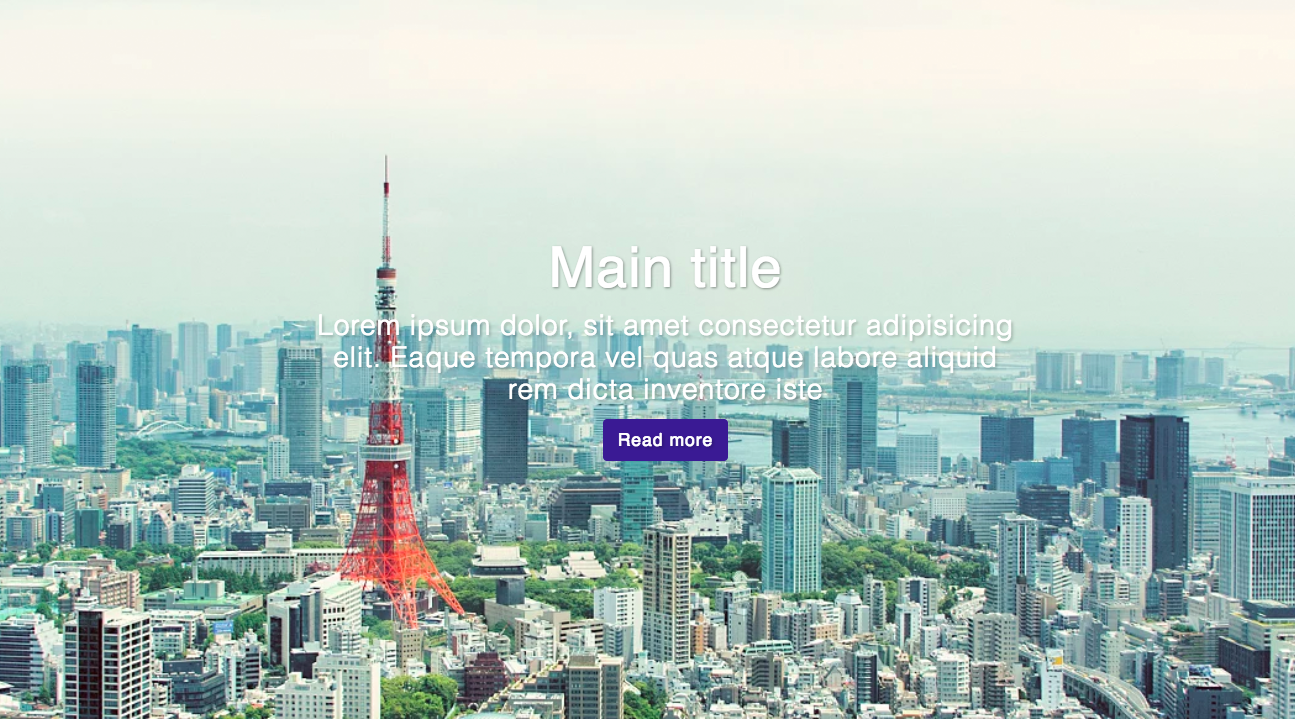 Main title
Lorem ipsum dolor, sit amet consectetur adipisicing
elit. Eaque tempora vel quas atque labore aliquid
rem dicta inventore iste
Read more